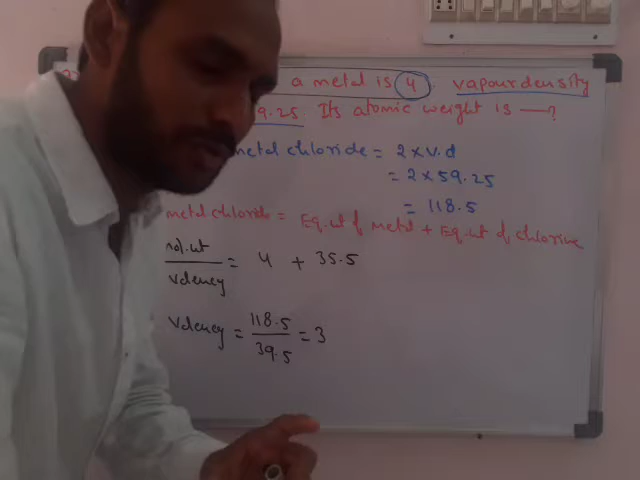 a metal is 4. vapour density
9.25. Its atomic weight is —?
metal chloride = 2 × V.d
= 2 × 59.25
= 118.5
metal chloride = Eq.wt of metal + Eq.wt of chlorine
mol.wt / valency = 4 + 35.5
Valency = 118.5 / 39.5 = 3